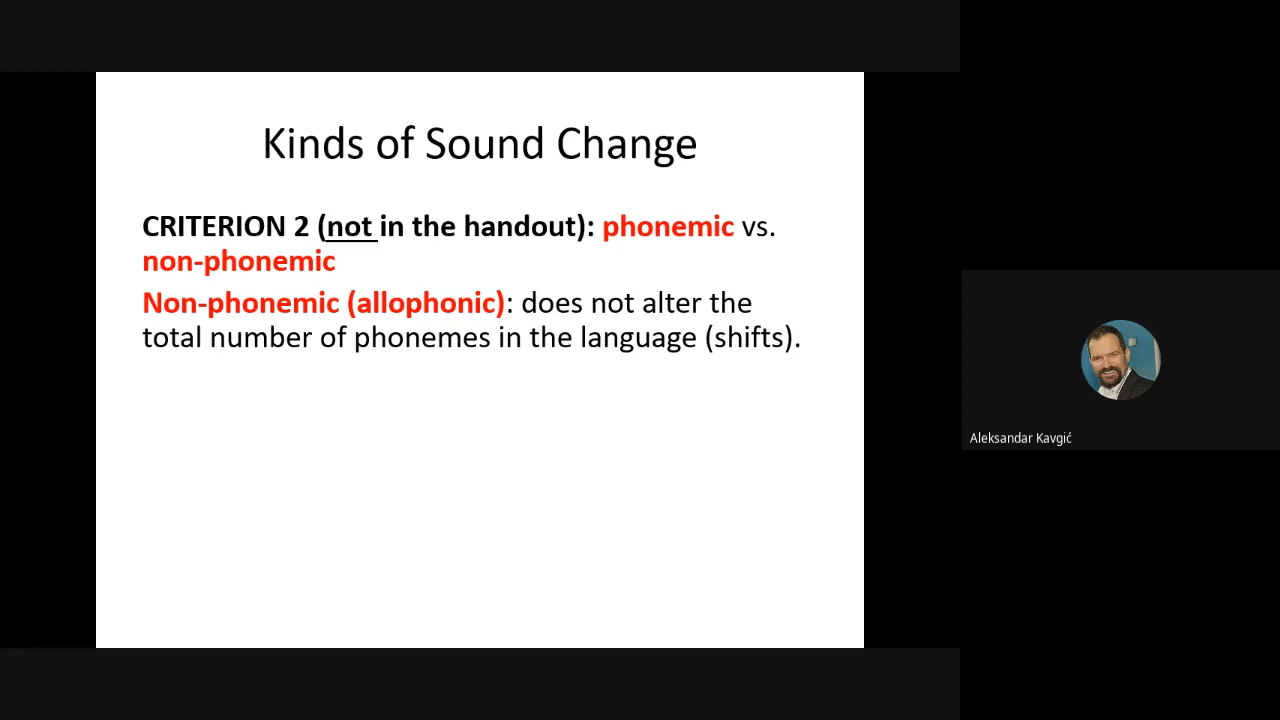 Kinds of Sound Change
CRITERION 2 (not in the handout): phonemic vs.
non-phonemic
Non-phonemic (allophonic): does not alter the
total number of phonemes in the language (shifts).
Aleksandar Kavgić